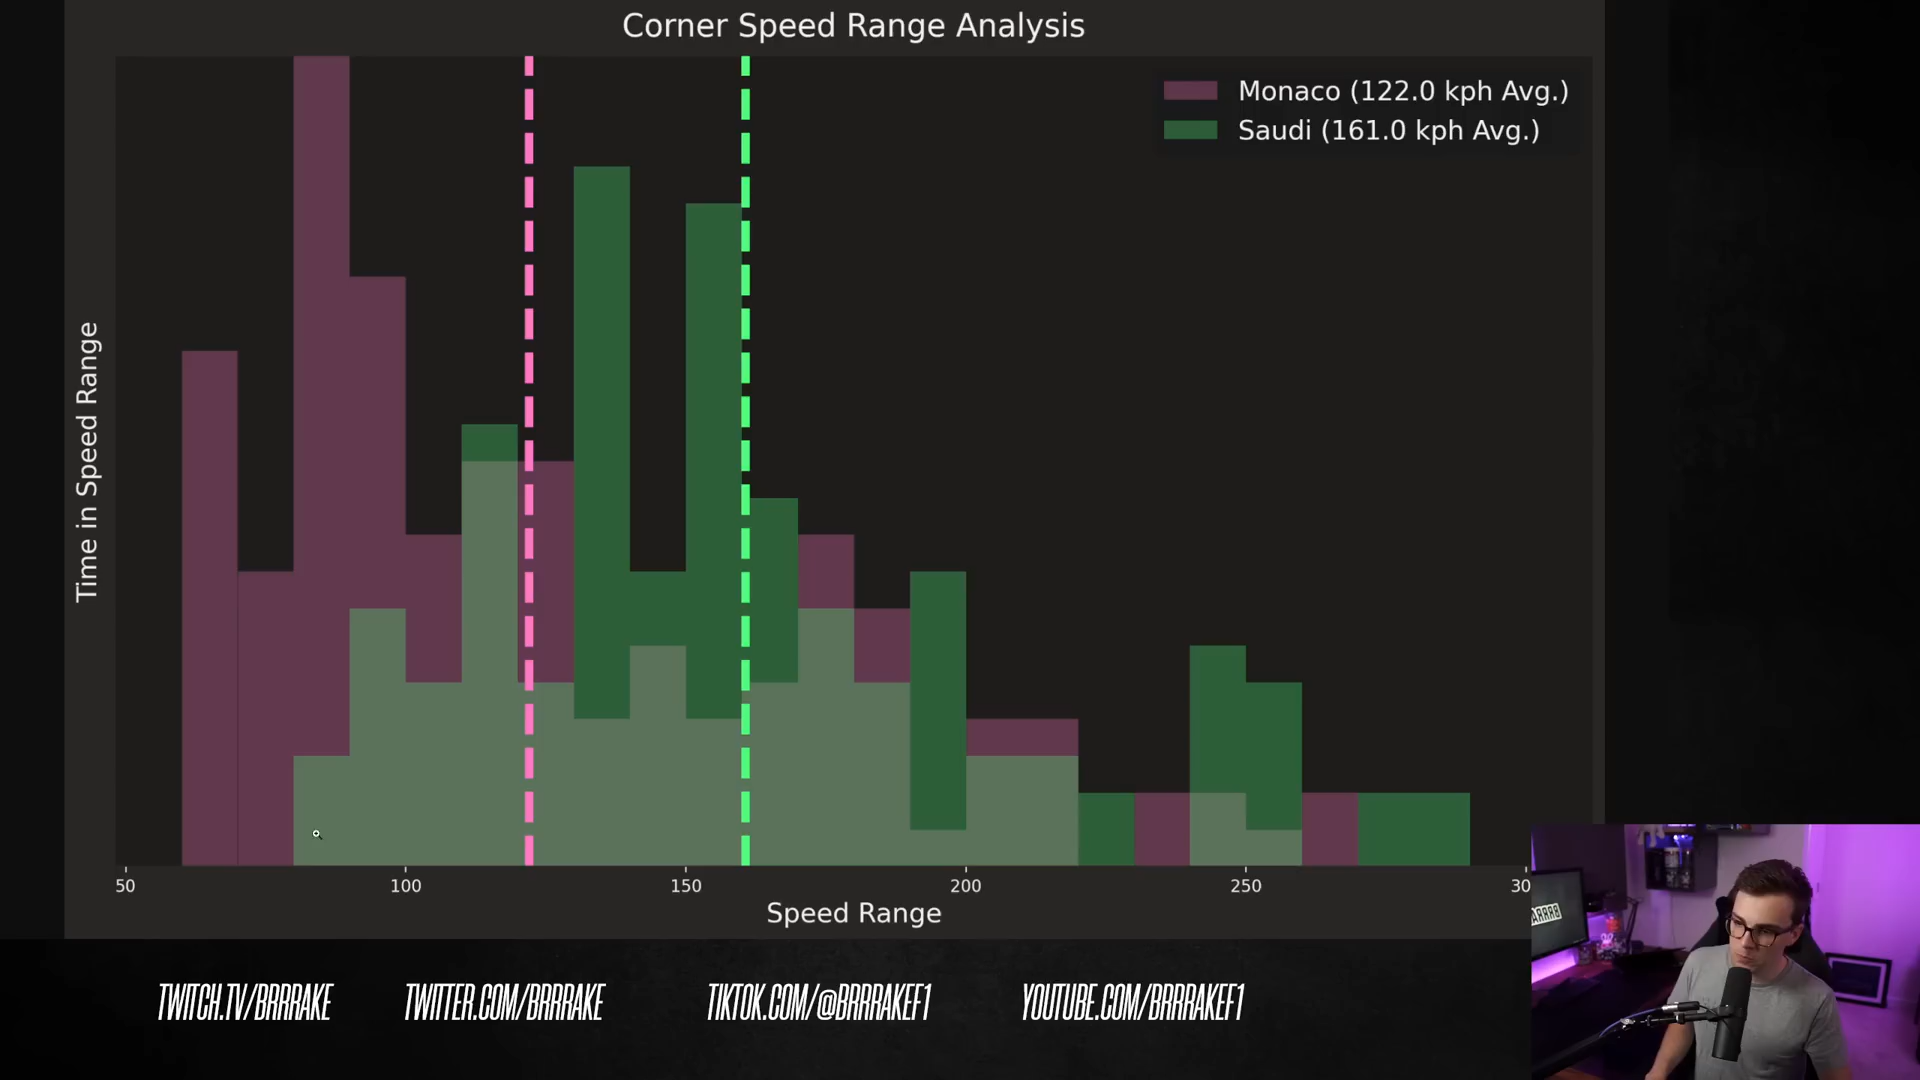 Corner Speed Range Analysis
Monaco (122.0 kph Avg.)
Saudi (161.0 kph Avg.)
Time in Speed Range
50 100 150 200 250 30
Speed Range
TWITCH.TV/BRRRAKE TWITTER.COM/BRRRAKE TIKTOK.COM/@BRRRAKEF1 YOUTUBE.COM/BRRRAKEF1